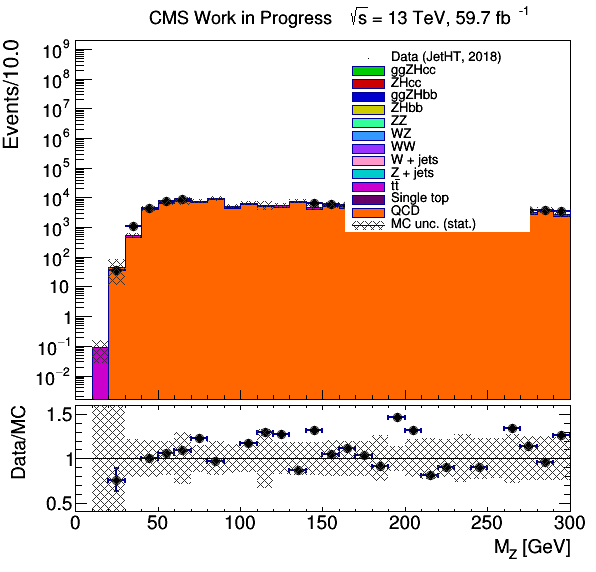 CMS Work in Progress √s = 13 TeV, 59.7 fb⁻¹
Events/10.0
10⁹
10⁸
10⁷
10⁶
10⁵
10⁴
10³
10²
10
1
10⁻¹
10⁻²
Data (JetHT, 2018)
ggZHcc
ZHcc
ggZHbb
ZHbb
ZZ
WZ
WW
W + jets
Z + jets
tt̅
Single top
QCD
MC unc. (stat.)
Data/MC
1.5
1
0.5
0 50 100 150 200 250 300
M_Z [GeV]